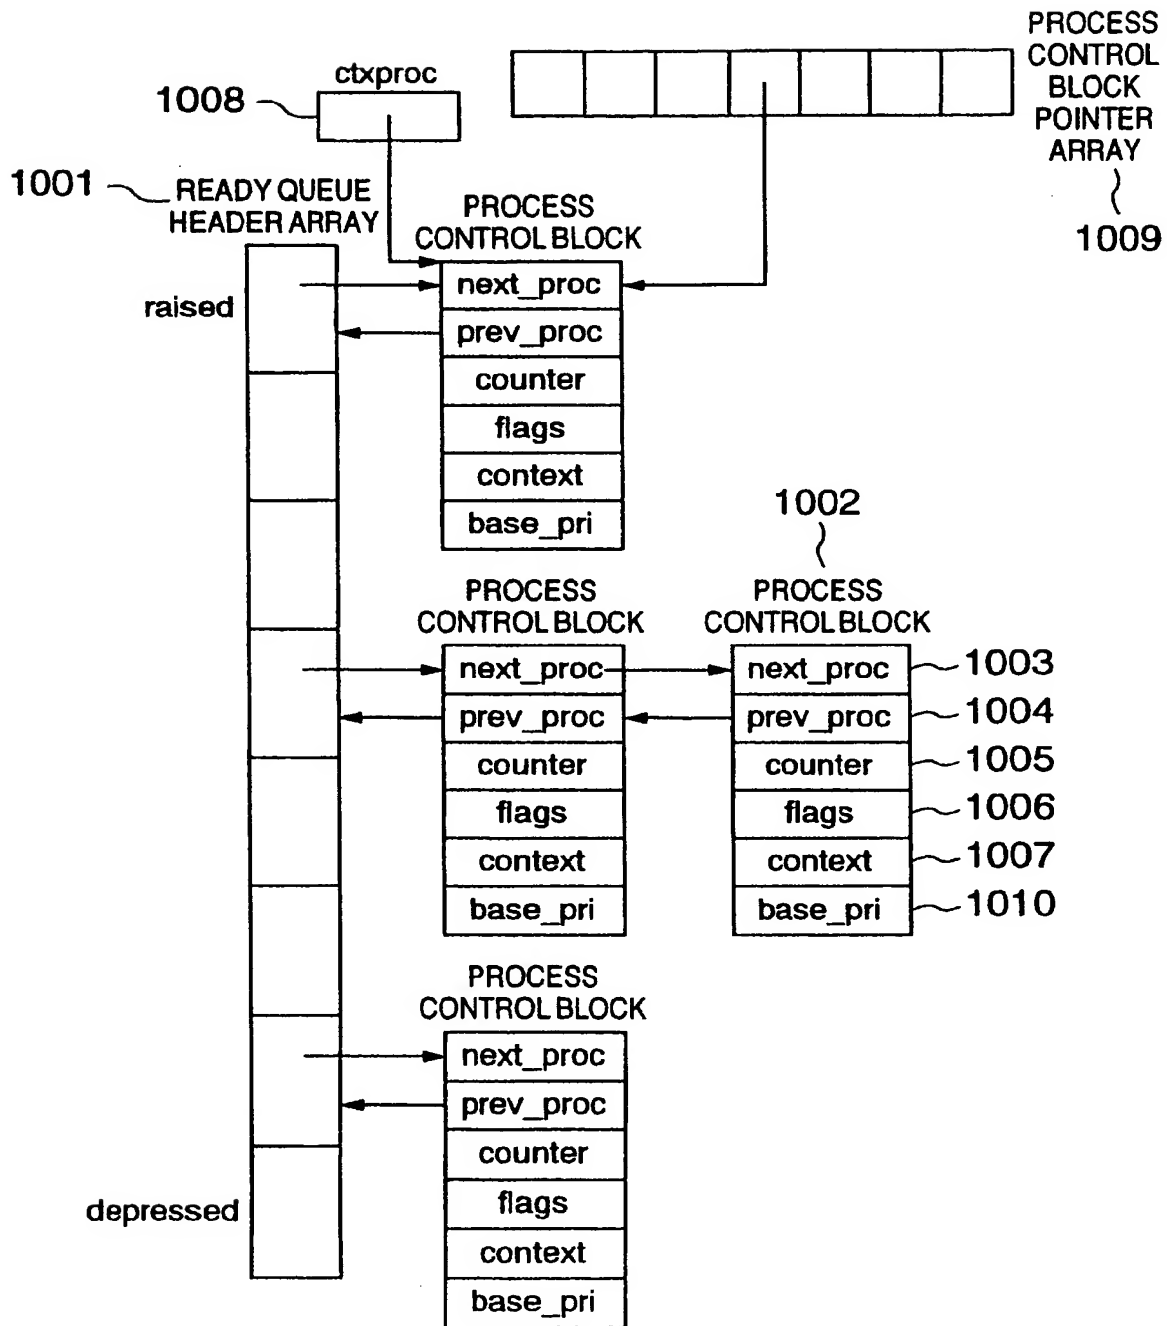 PROCESS
CONTROL
BLOCK
POINTER
ARRAY
1009
ctxproc
1008
1001
READY QUEUE
HEADER ARRAY
raised
depressed
PROCESS
CONTROL BLOCK
next_proc
prev_proc
counter
flags
context
base_pri
PROCESS
CONTROL BLOCK
next_proc
prev_proc
counter
flags
context
base_pri
1002
PROCESS
CONTROL BLOCK
next_proc 1003
prev_proc 1004
counter 1005
flags 1006
context 1007
base_pri 1010
PROCESS
CONTROL BLOCK
next_proc
prev_proc
counter
flags
context
base_pri